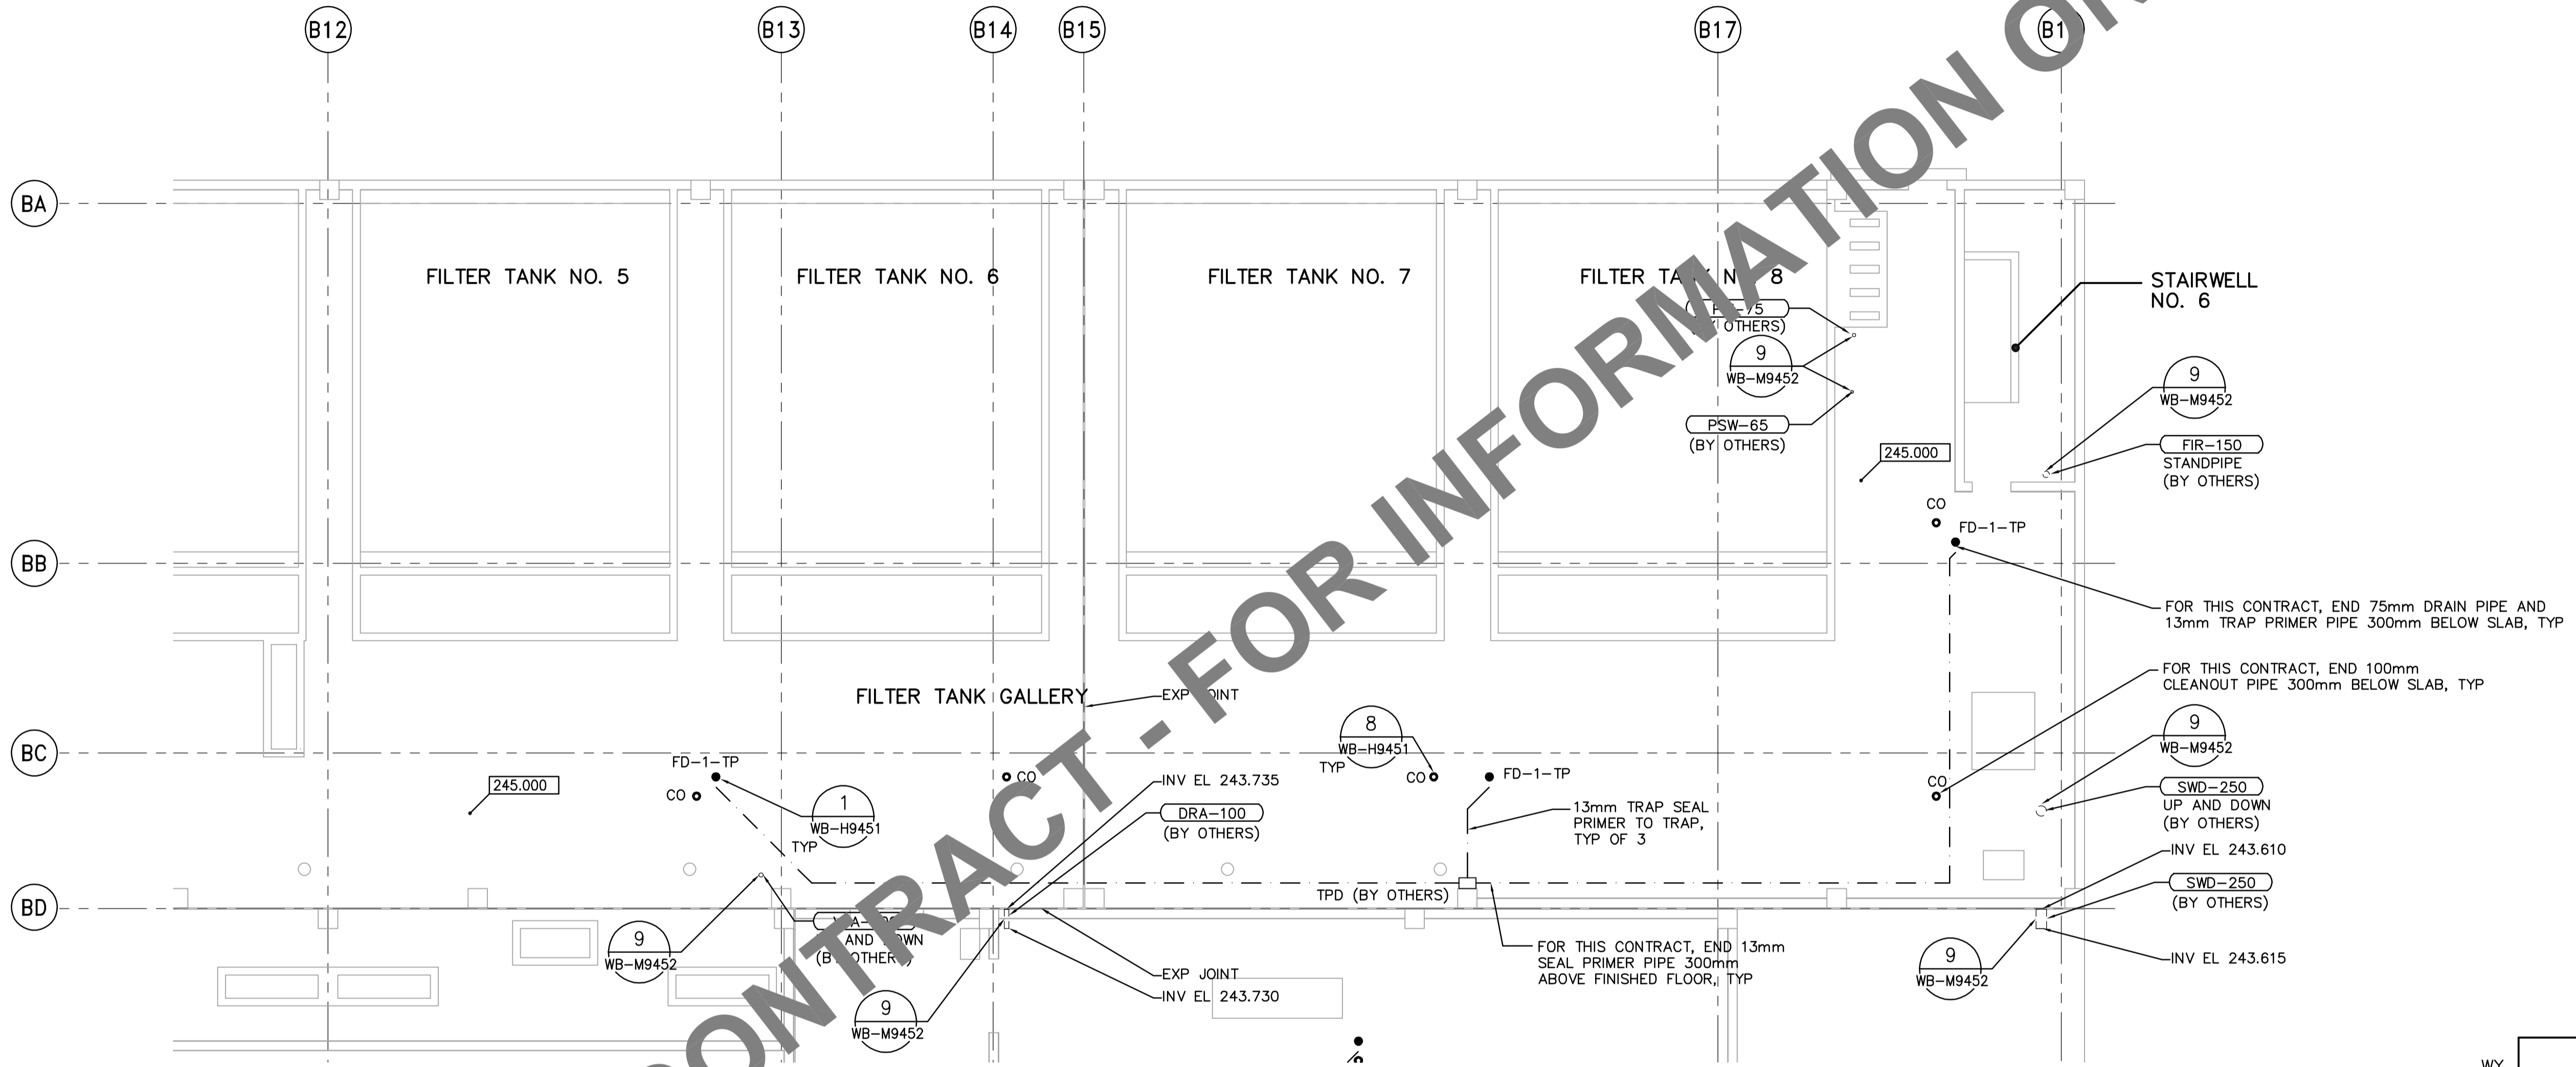 B12
B13
B14
B15
B17
B1
BA
BB
BC
BD
CONTRACT - FOR INFORMATION
FILTER TANK NO. 5
FILTER TANK NO. 6
FILTER TANK NO. 7
FILTER TANK 8
STAIRWELL
NO. 6
(BY OTHERS)
9
WB-M9452
PSW-65
(BY OTHERS)
9
WB-M9452
FIR-150
STANDPIPE
(BY OTHERS)
245.000
CO
FD-1-TP
FOR THIS CONTRACT, END 75mm DRAIN PIPE AND
13mm TRAP PRIMER PIPE 300mm BELOW SLAB, TYP
FOR THIS CONTRACT, END 100mm
CLEANOUT PIPE 300mm BELOW SLAB, TYP
FILTER TANK GALLERY
EXP JOINT
8
WB-H9451
TYP
CO
FD-1-TP
9
WB-M9452
SWD-250
UP AND DOWN
(BY OTHERS)
CO
245.000
FD-1-TP
CO
1
WB-H9451
TYP
CO
INV EL 243.735
DRA-100
(BY OTHERS)
13mm TRAP SEAL
PRIMER TO TRAP,
TYP OF 3
INV EL 243.610
SWD-250
(BY OTHERS)
INV EL 243.615
TPD (BY OTHERS)
9
WB-M9452
AND DOWN
(BY OTHERS)
9
WB-M9452
EXP JOINT
INV EL 243.730
FOR THIS CONTRACT, END 13mm
SEAL PRIMER PIPE 300mm
ABOVE FINISHED FLOOR, TYP
9
WB-M9452
WY